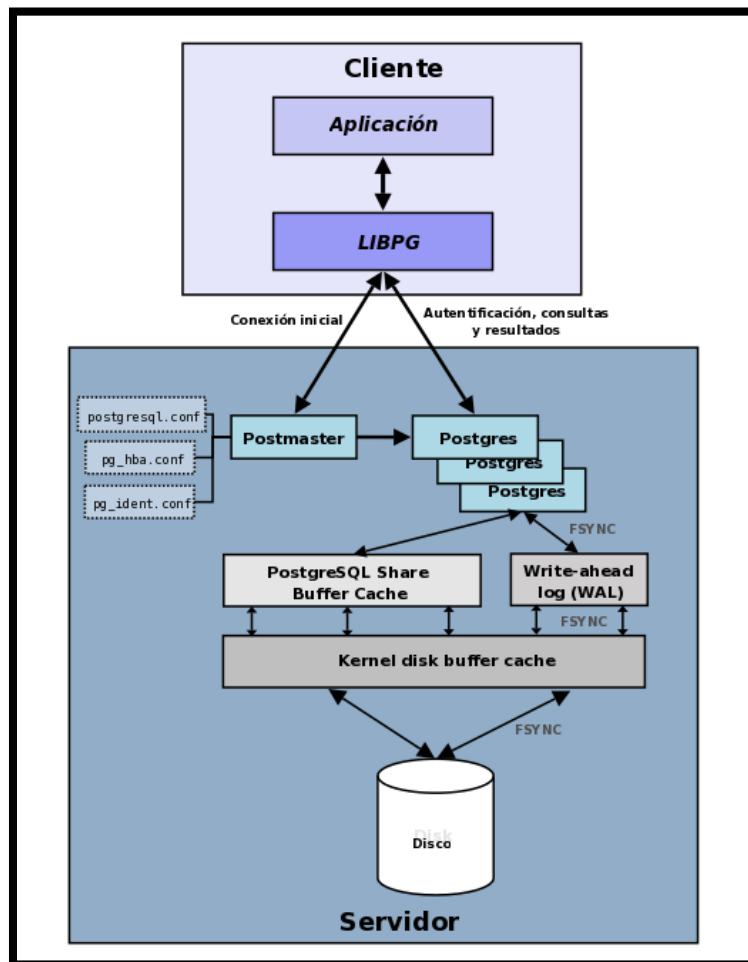 Cliente
Aplicación
LIBPG
Conexión inicial
Autentificación, consultas
y resultados
postgresql.conf
pg_hba.conf
pg_ident.conf
Postmaster
Postgres
Postgres
Postgres
FSYNC
PostgreSQL Share
Buffer Cache
Write-ahead
log (WAL)
FSYNC
Kernel disk buffer cache
FSYNC
Disk
Disco
Servidor